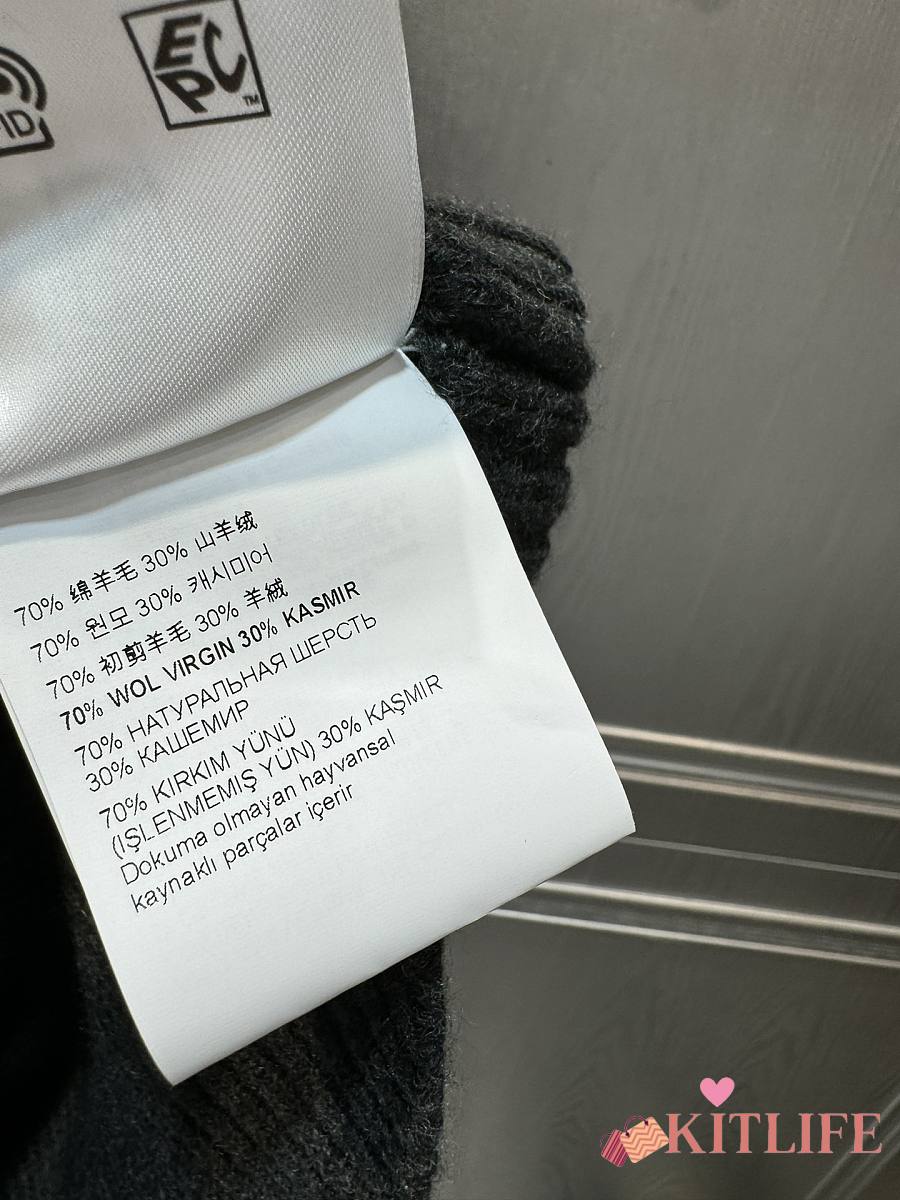 EPC™
ID
70% 绵羊毛 30% 山羊绒
70% 원모 30% 캐시미어
70% 初剪羊毛 30% 羊絨
70% WOL VIRGIN 30% KASMIR
70% НАТУРАЛЬНАЯ ШЕРСТЬ
30% КАШЕМИР
70% KIRKIM YÜNÜ
(IŞLENMEMIŞ YÜN) 30% KAŞMIR
Dokuma olmayan hayvansal
kaynaklı parçalar içerir
KITLIFE